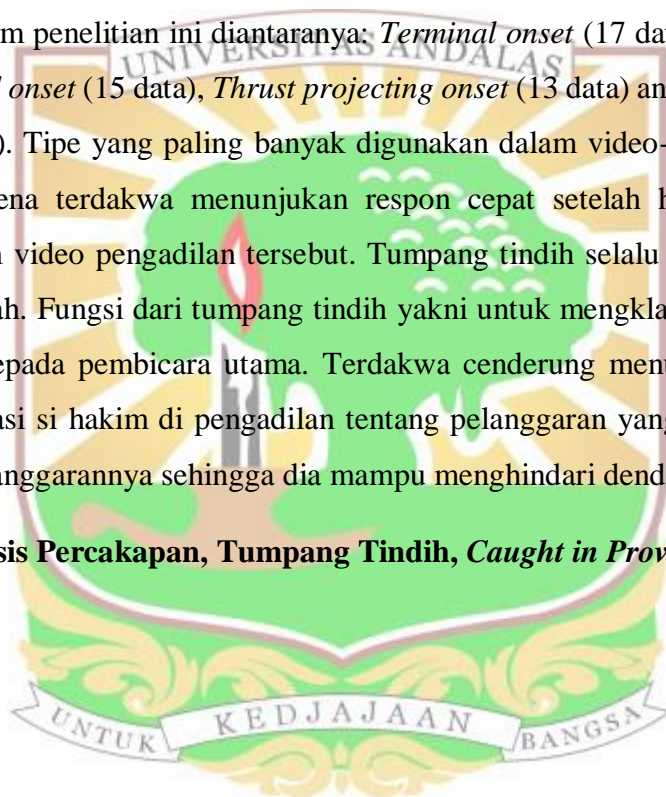 m penelitian ini diantaranya: Terminal onset (17 da
UNIVERSITAS ANDALAS
l onset (15 data), Thrust projecting onset (13 data) an
). Tipe yang paling banyak digunakan dalam video-
ena terdakwa menunjukan respon cepat setelah h
n video pengadilan tersebut. Tumpang tindih selalu
ah. Fungsi dari tumpang tindih yakni untuk mengkla
epada pembicara utama. Terdakwa cenderung menu
asi si hakim di pengadilan tentang pelanggaran yang
anggarannya sehingga dia mampu menghindari dend
sis Percakapan, Tumpang Tindih, Caught in Prov
UNTUK KEDJAJAAN BANGSA